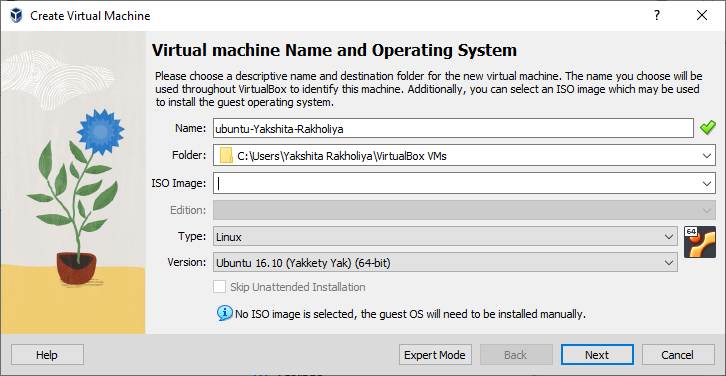 Create Virtual Machine
?
Virtual machine Name and Operating System
Please choose a descriptive name and destination folder for the new virtual machine. The name you choose will be
used throughout VirtualBox to identify this machine. Additionally, you can select an ISO image which may be used
to install the guest operating system.
Name: ubuntu-Yakshita-Rakholiya
Folder: C:\Users\Yakshita Rakholiya\VirtualBox VMs
ISO Image:
Edition:
Type: Linux
64
Version: Ubuntu 16.10 (Yakkety Yak) (64-bit)
Skip Unattended Installation
No ISO image is selected, the guest OS will need to be installed manually.
Help Expert Mode Back Next Cancel